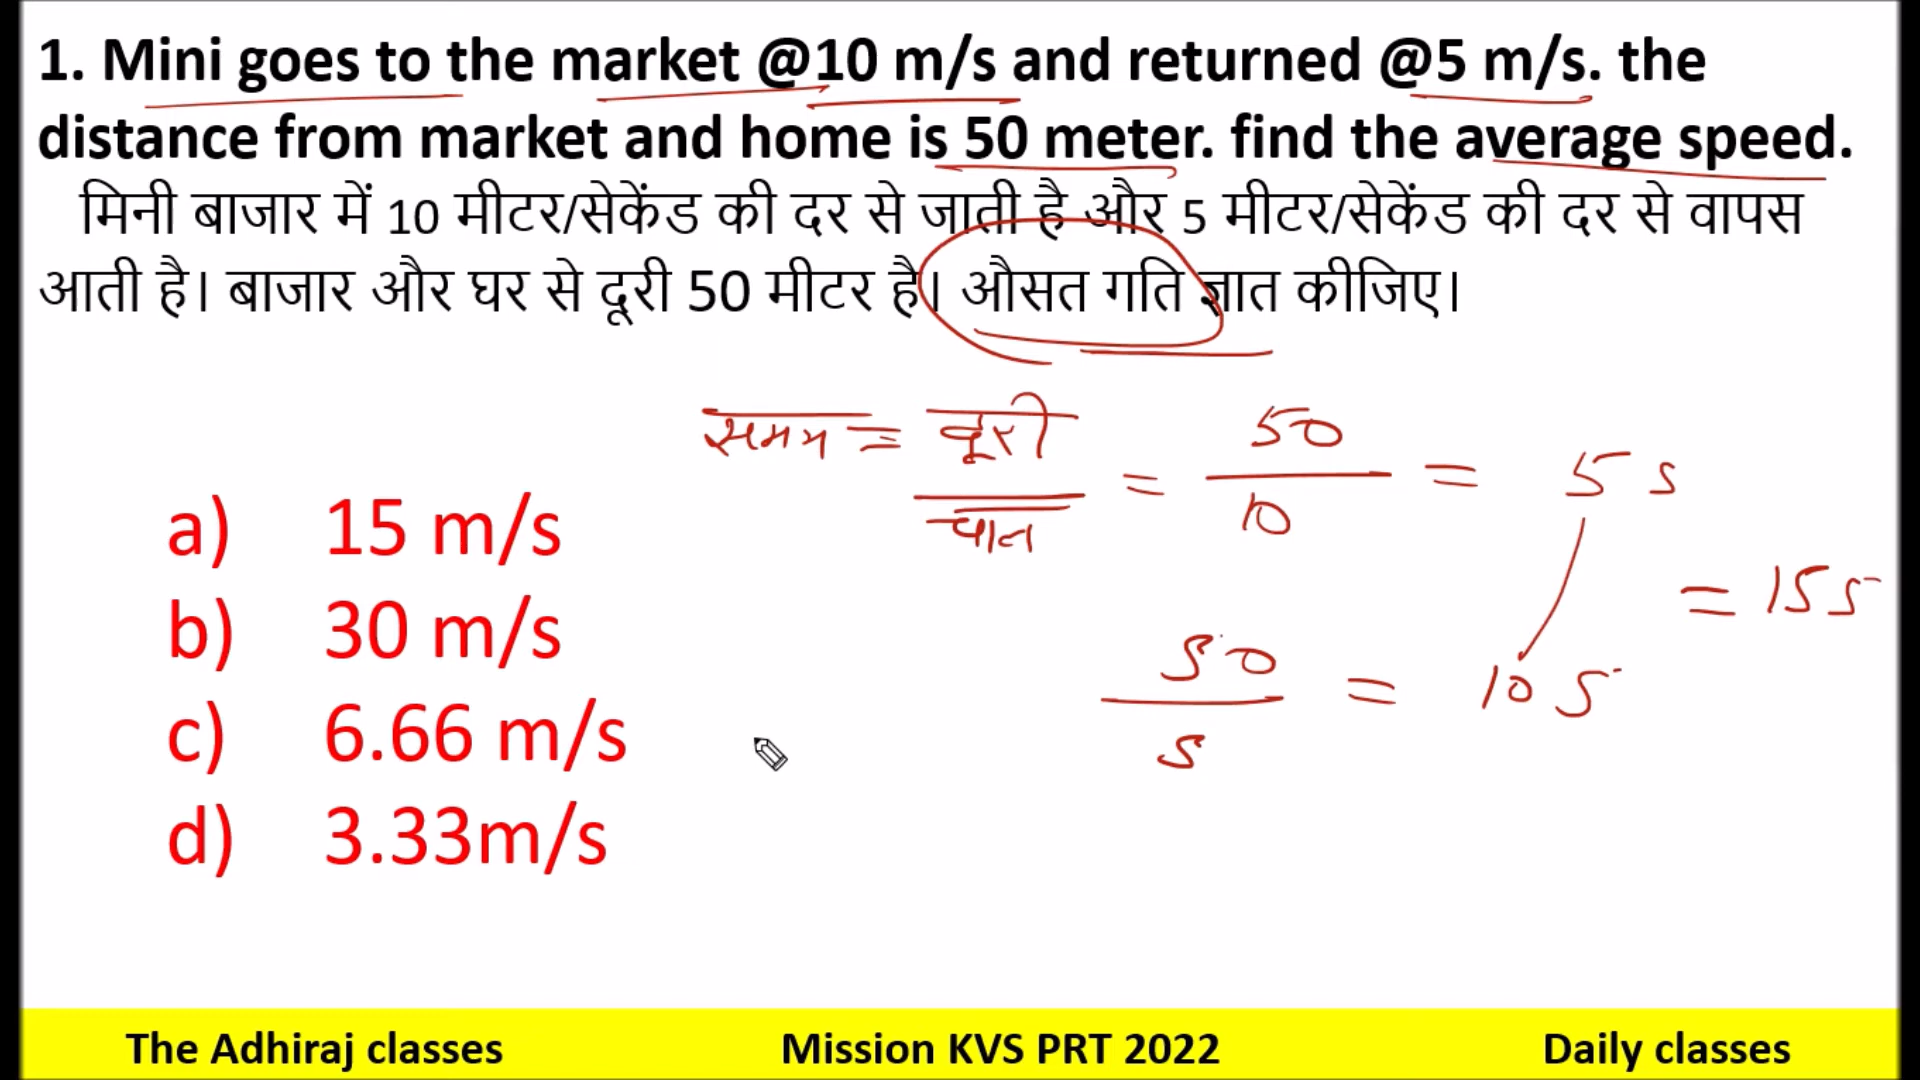 1. Mini goes to the market @10 m/s and returned @5 m/s. the
distance from market and home is 50 meter. find the average speed.
मिनी बाजार में 10 मीटर/सेकेंड की दर से जाती है और 5 मीटर/सेकेंड की दर से वापस
आती है। बाजार और घर से दूरी 50 मीटर है। औसत गति ज्ञात कीजिए।
समय = दूरी / चाल = 50 / 10 = 5 s
= 15 s
50 / 5 = 10 s
a) 15 m/s
b) 30 m/s
c) 6.66 m/s
d) 3.33m/s
The Adhiraj classes Mission KVS PRT 2022 Daily classes